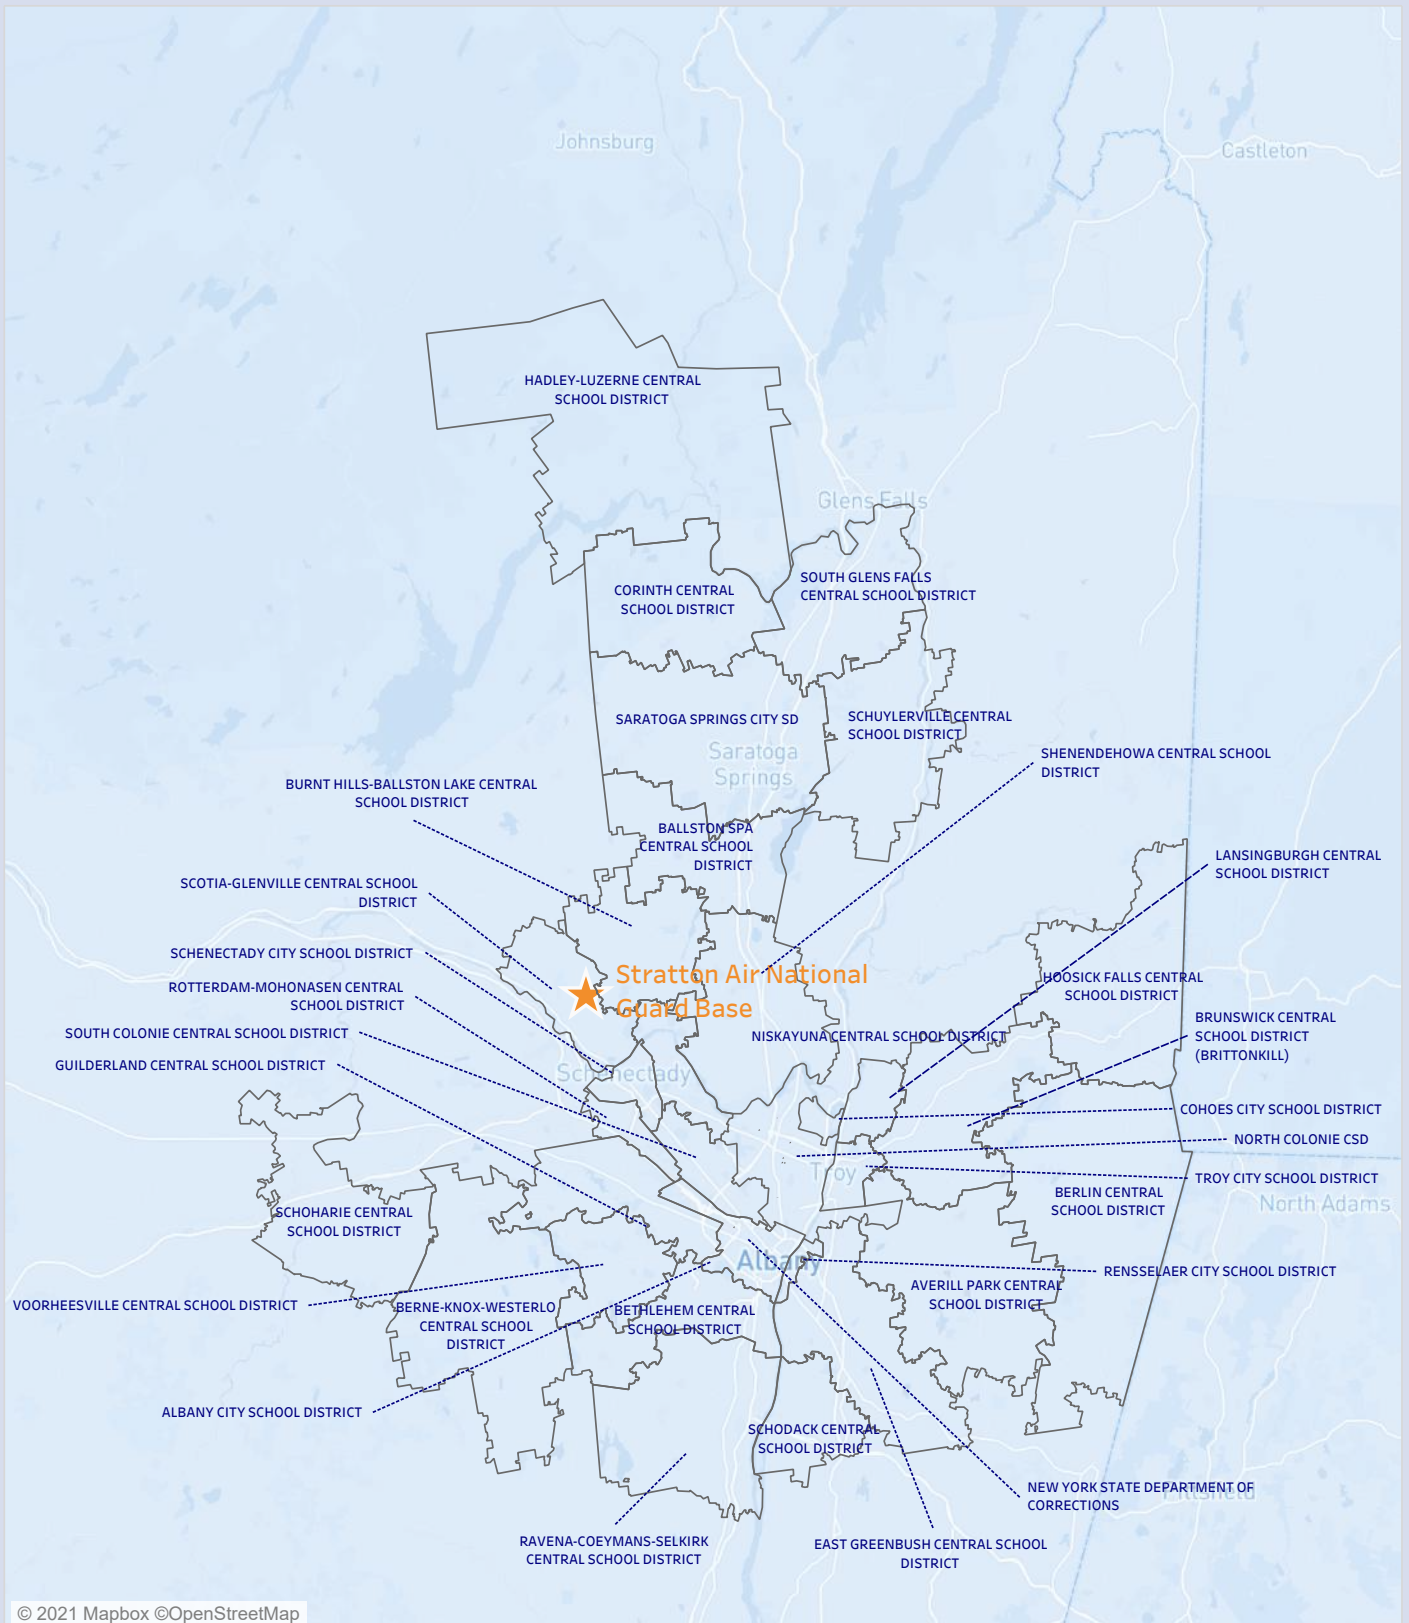 Johnsburg
Castleton
HADLEY-LUZERNE CENTRAL
SCHOOL DISTRICT
Glens Falls
SOUTH GLENS FALLS
CENTRAL SCHOOL DISTRICT
CORINTH CENTRAL
SCHOOL DISTRICT
SARATOGA SPRINGS CITY SD
SCHUYLERVILLE CENTRAL
SCHOOL DISTRICT
Saratoga
Springs
SHENENDEHOWA CENTRAL SCHOOL
DISTRICT
BURNT HILLS-BALLSTON LAKE CENTRAL
SCHOOL DISTRICT
BALLSTON SPA
CENTRAL SCHOOL
DISTRICT
LANSINGBURGH CENTRAL
SCHOOL DISTRICT
SCOTIA-GLENVILLE CENTRAL SCHOOL
DISTRICT
SCHENECTADY CITY SCHOOL DISTRICT
Stratton Air National
Guard Base
HOOSICK FALLS CENTRAL
SCHOOL DISTRICT
ROTTERDAM-MOHONASEN CENTRAL
SCHOOL DISTRICT
BRUNSWICK CENTRAL
SCHOOL DISTRICT
(BRITTONKILL)
SOUTH COLONIE CENTRAL SCHOOL DISTRICT
NISKAYUNA CENTRAL SCHOOL DISTRICT
GUILDERLAND CENTRAL SCHOOL DISTRICT
Schenectady
COHOES CITY SCHOOL DISTRICT
NORTH COLONIE CSD
Troy
TROY CITY SCHOOL DISTRICT
BERLIN CENTRAL
SCHOOL DISTRICT
North Adams
SCHOHARIE CENTRAL
SCHOOL DISTRICT
Albany
RENSSELAER CITY SCHOOL DISTRICT
AVERILL PARK CENTRAL
SCHOOL DISTRICT
VOORHEESVILLE CENTRAL SCHOOL DISTRICT
BERNE-KNOX-WESTERLO
CENTRAL SCHOOL
DISTRICT
BETHLEHEM CENTRAL
SCHOOL DISTRICT
ALBANY CITY SCHOOL DISTRICT
SCHODACK CENTRAL
SCHOOL DISTRICT
NEW YORK STATE DEPARTMENT OF
CORRECTIONS
Pittsfield
RAVENA-COEYMANS-SELKIRK
CENTRAL SCHOOL DISTRICT
EAST GREENBUSH CENTRAL SCHOOL
DISTRICT
© 2021 Mapbox ©OpenStreetMap